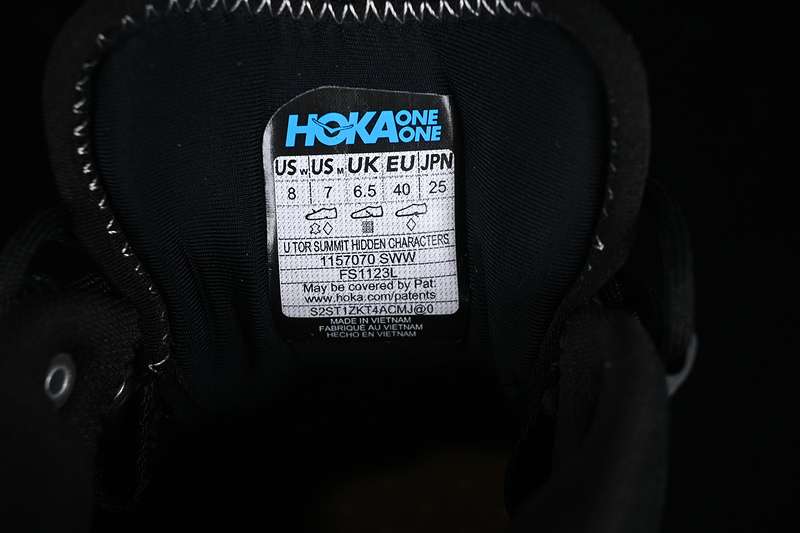 HOKA ONE ONE
US W US M UK EU JPN
8 7 6.5 40 25
U TOR SUMMIT HIDDEN CHARACTERS
1157070 SWW
FS1123L
May be covered by Pat:
www.hoka.com/patents
S2ST1ZKT4ACMJ@0
MADE IN VIETNAM
FABRIQUÉ AU VIETNAM
HECHO EN VIETNAM